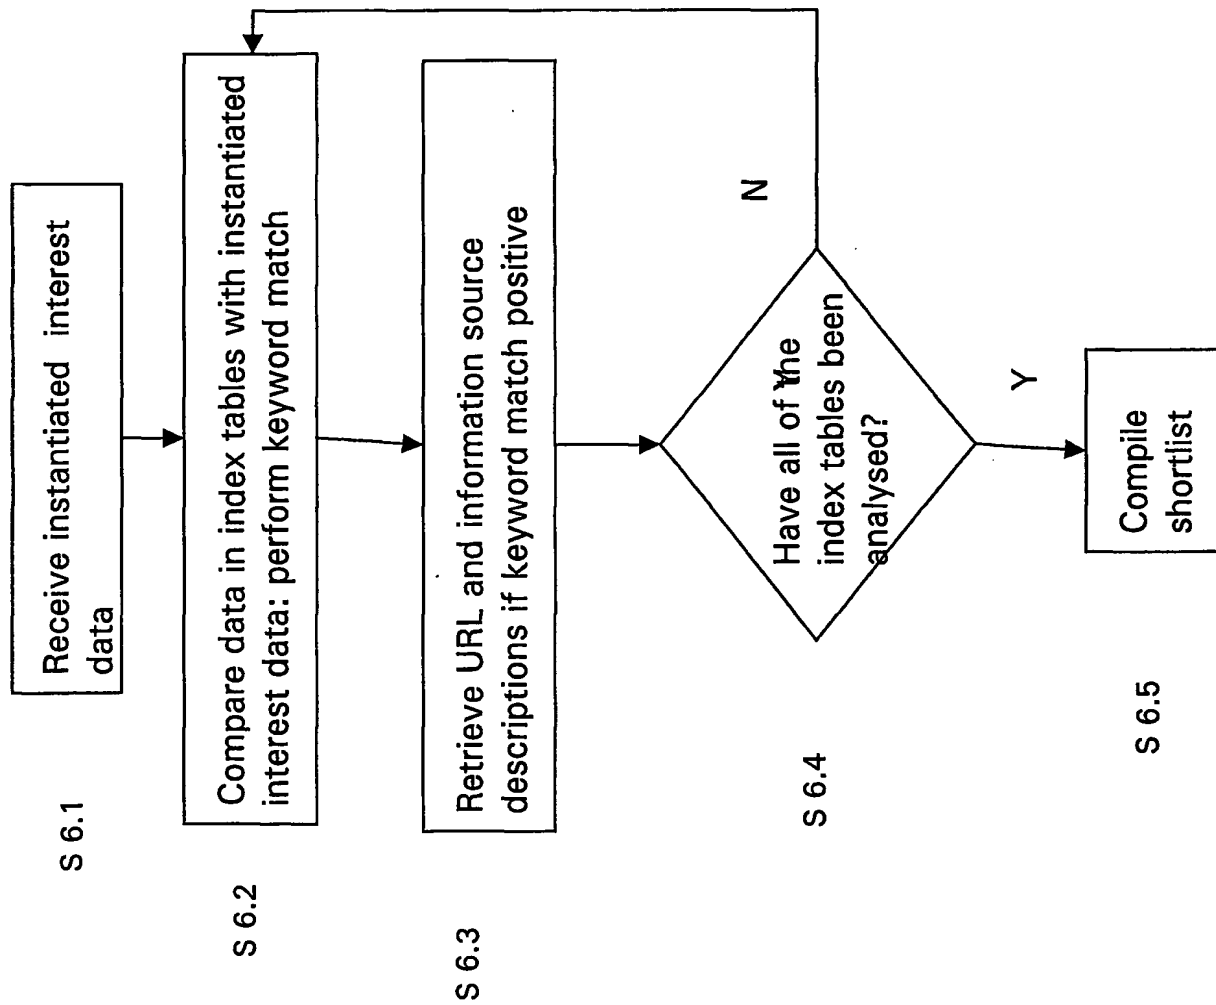 S 6.1
Receive instantiated interest
data
S 6.2
Compare data in index tables with instantiated
interest data: perform keyword match
S 6.3
Retrieve URL and information source
descriptions if keyword match positive
S 6.4
Have all of the
index tables been
analysed?
N
Y
S 6.5
Compile
shortlist